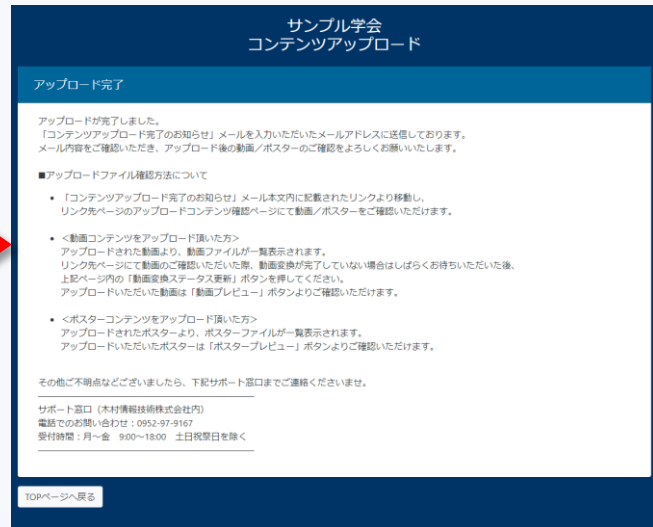 サンプル学会
コンテンツアップロード
アップロード完了
アップロードが完了しました。
「コンテンツアップロード完了のお知らせ」メールを入力いただいたメールアドレスに送信しております。
メール内容をご確認いただき、アップロード後の動画／ポスターのご確認をよろしくお願いいたします。
■アップロードファイル確認方法について
• 「コンテンツアップロード完了のお知らせ」メール本文内に記載されたリンクより移動し、
リンク先ページのアップロードコンテンツ確認ページにて動画／ポスターをご確認いただけます。
• ＜動画コンテンツをアップロード頂いた方＞
アップロードされた動画より、動画ファイルが一覧表示されます。
リンク先ページにて動画のご確認いただいた際、動画変換が完了していない場合はしばらくお待ちいただいた後、
上記ページ内の「動画変換ステータス更新」ボタンを押してください。
アップロードいただいた動画は「動画プレビュー」ボタンよりご確認いただけます。
• ＜ポスターコンテンツをアップロード頂いた方＞
アップロードされたポスターより、ポスターファイルが一覧表示されます。
アップロードいただいたポスターは「ポスタープレビュー」ボタンよりご確認いただけます。
その他ご不明点などございましたら、下記サポート窓口までご連絡くださいませ。
サポート窓口（木村情報技術株式会社内）
電話でのお問い合わせ：0952-97-9167
受付時間：月～金　9:00～18:00　土日祝祭日を除く
TOPページへ戻る